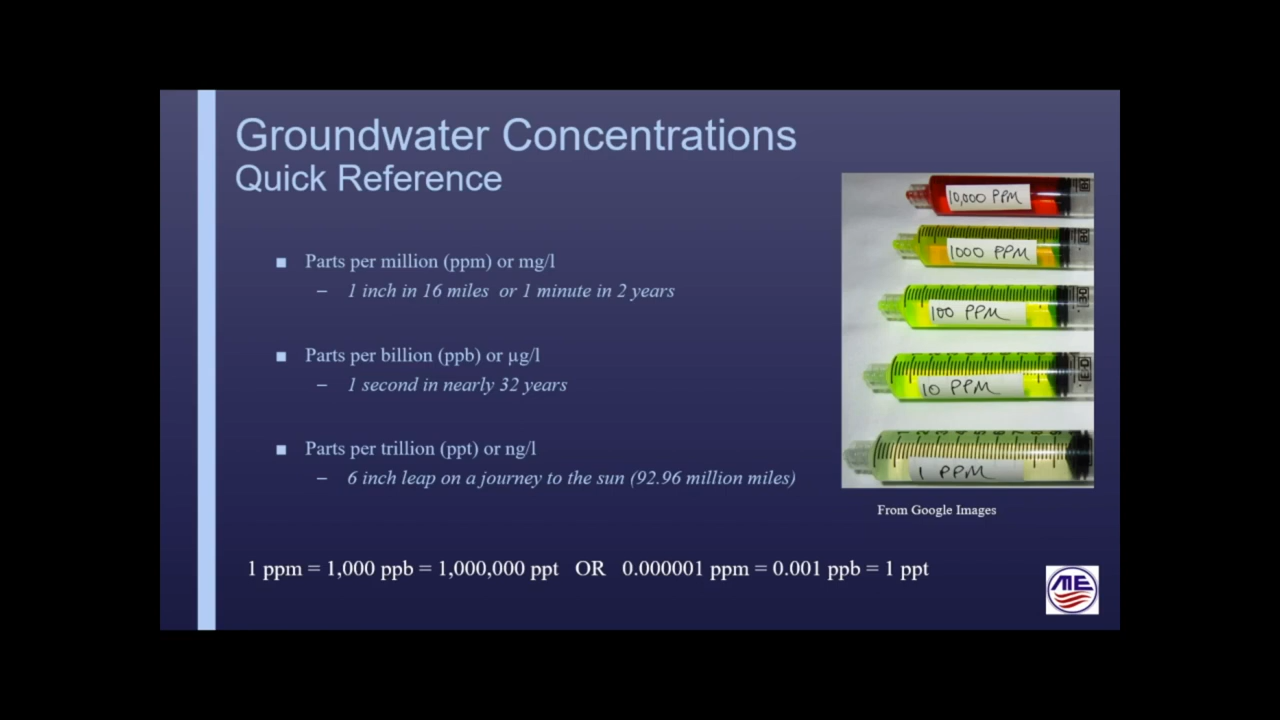 Groundwater Concentrations
Quick Reference
■ Parts per million (ppm) or mg/l
– 1 inch in 16 miles or 1 minute in 2 years
■ Parts per billion (ppb) or µg/l
– 1 second in nearly 32 years
■ Parts per trillion (ppt) or ng/l
– 6 inch leap on a journey to the sun (92.96 million miles)
10,000 PPM
1000 PPM
100 PPM
10 PPM
1 PPM
From Google Images
1 ppm = 1,000 ppb = 1,000,000 ppt OR 0.000001 ppm = 0.001 ppb = 1 ppt
ME